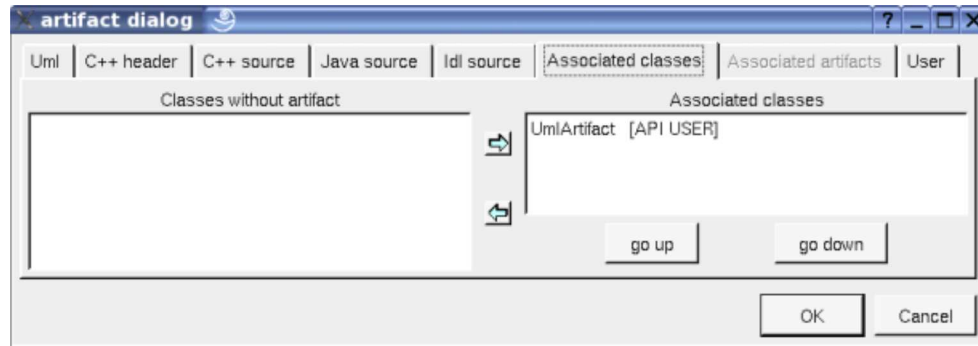 artifact dialog
Uml C++ header C++ source Java source Idl source Associated classes Associated artifacts User
Classes without artifact Associated classes
UmlArtifact [API USER]
go up go down
OK Cancel